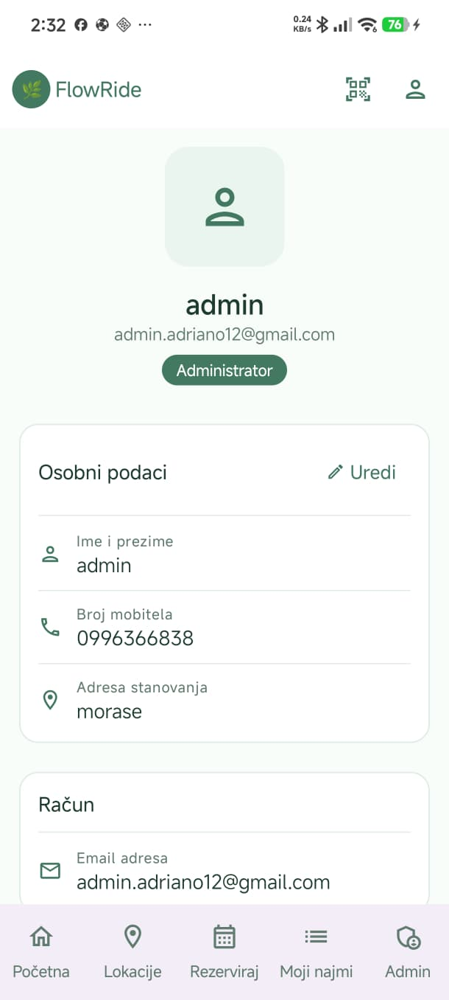 2:32 ... 0.24 KB/s 6 76
FlowRide
admin
admin.adriano12@gmail.com
Administrator
Osobni podaci
Uredi
Ime i prezime
admin
Broj mobitela
0996366838
Adresa stanovanja
morase
Račun
Email adresa
admin.adriano12@gmail.com
Početna Lokacije Rezerviraj Moji najmi Admin